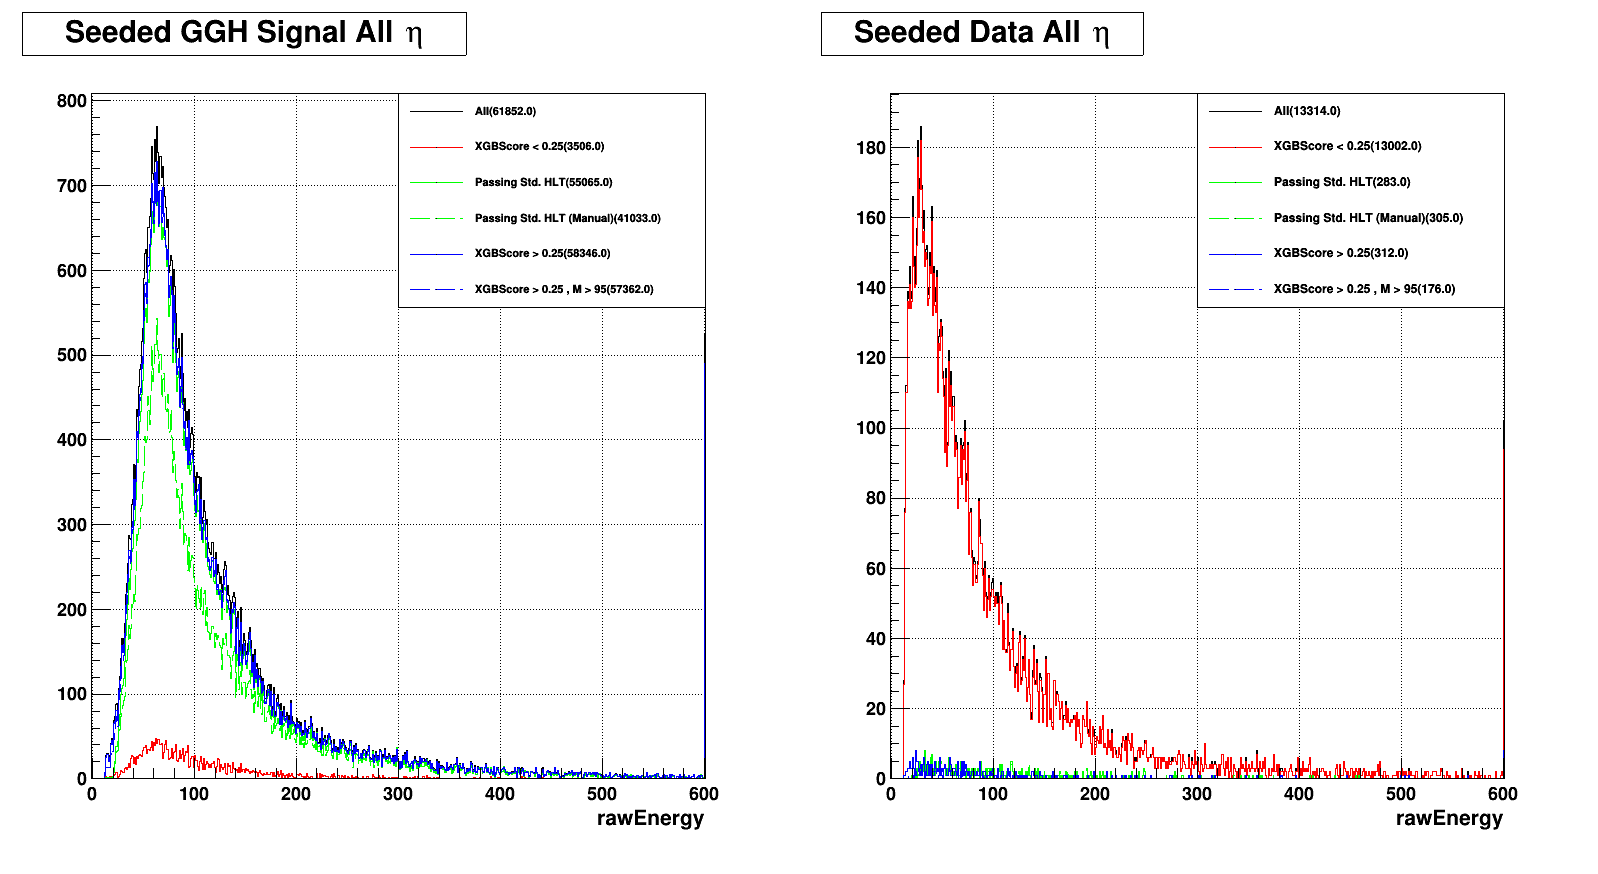 Seeded GGH Signal All η
800
700
600
500
400
300
200
100
0
0 100 200 300 400 500 600
rawEnergy
All(61852.0)
XGBScore < 0.25(3506.0)
Passing Std. HLT(55065.0)
Passing Std. HLT (Manual)(41033.0)
XGBScore > 0.25(58346.0)
XGBScore > 0.25 , M > 95(57362.0)
Seeded Data All η
180
160
140
120
100
80
60
40
20
0
0 100 200 300 400 500 600
rawEnergy
All(13314.0)
XGBScore < 0.25(13002.0)
Passing Std. HLT(283.0)
Passing Std. HLT (Manual)(305.0)
XGBScore > 0.25(312.0)
XGBScore > 0.25 , M > 95(176.0)